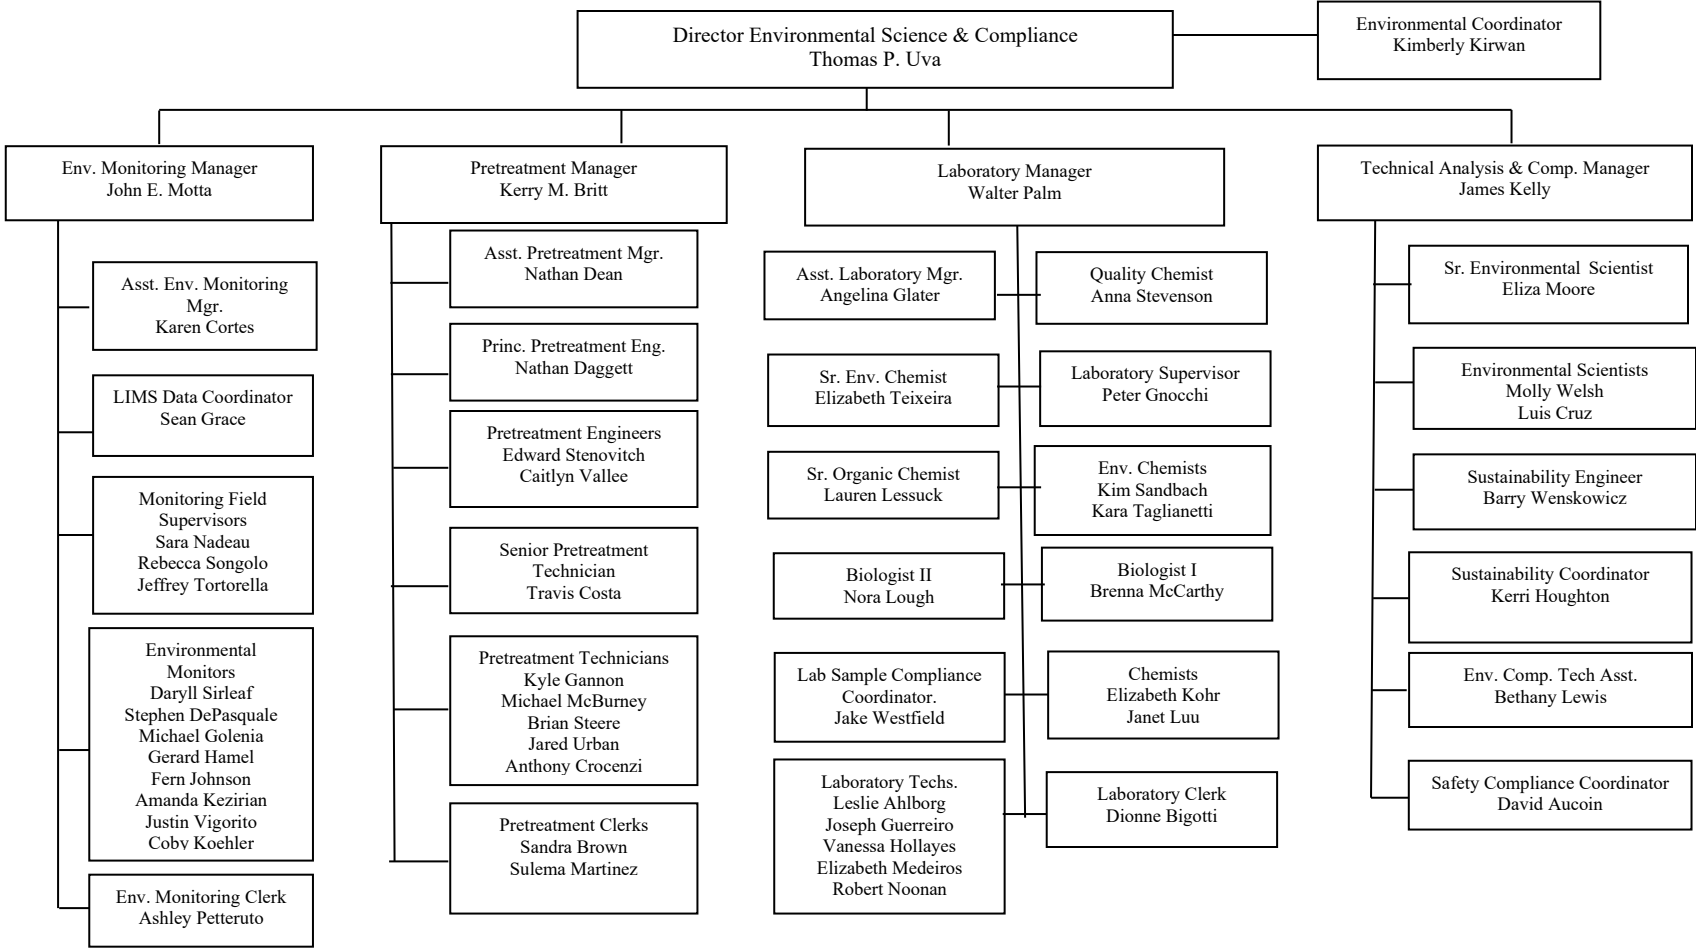 Director Environmental Science & Compliance
Thomas P. Uva
Environmental Coordinator
Kimberly Kirwan
Env. Monitoring Manager
John E. Motta
Asst. Env. Monitoring
Mgr.
Karen Cortes
LIMS Data Coordinator
Sean Grace
Monitoring Field
Supervisors
Sara Nadeau
Rebecca Songolo
Jeffrey Tortorella
Environmental
Monitors
Daryll Sirleaf
Stephen DePasquale
Michael Golenia
Gerard Hamel
Fern Johnson
Amanda Kezirian
Justin Vigorito
Coby Koehler
Env. Monitoring Clerk
Ashley Petteruto
Pretreatment Manager
Kerry M. Britt
Asst. Pretreatment Mgr.
Nathan Dean
Princ. Pretreatment Eng.
Nathan Daggett
Pretreatment Engineers
Edward Stenovitch
Caitlyn Vallee
Senior Pretreatment
Technician
Travis Costa
Pretreatment Technicians
Kyle Gannon
Michael McBurney
Brian Steere
Jared Urban
Anthony Crocenzi
Pretreatment Clerks
Sandra Brown
Sulema Martinez
Laboratory Manager
Walter Palm
Asst. Laboratory Mgr.
Angelina Glater
Quality Chemist
Anna Stevenson
Sr. Env. Chemist
Elizabeth Teixeira
Laboratory Supervisor
Peter Gnocchi
Sr. Organic Chemist
Lauren Lessuck
Env. Chemists
Kim Sandbach
Kara Taglianetti
Biologist II
Nora Lough
Biologist I
Brenna McCarthy
Lab Sample Compliance
Coordinator.
Jake Westfield
Chemists
Elizabeth Kohr
Janet Luu
Laboratory Techs.
Leslie Ahlborg
Joseph Guerreiro
Vanessa Hollayes
Elizabeth Medeiros
Robert Noonan
Laboratory Clerk
Dionne Bigotti
Technical Analysis & Comp. Manager
James Kelly
Sr. Environmental Scientist
Eliza Moore
Environmental Scientists
Molly Welsh
Luis Cruz
Sustainability Engineer
Barry Wenskowicz
Sustainability Coordinator
Kerri Houghton
Env. Comp. Tech Asst.
Bethany Lewis
Safety Compliance Coordinator
David Aucoin